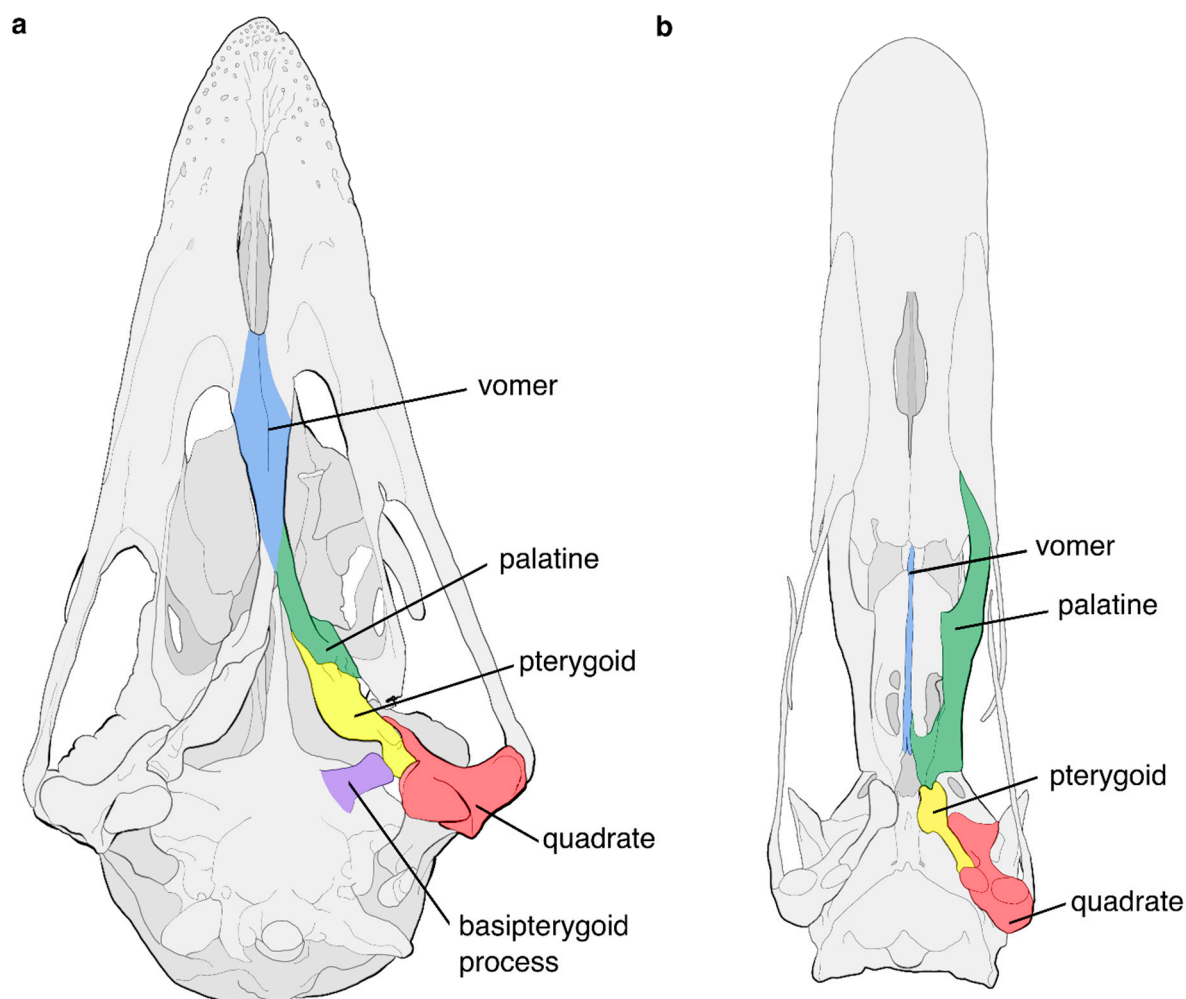 a
vomer
palatine
pterygoid
quadrate
basipterygoid
process
b
vomer
palatine
pterygoid
quadrate